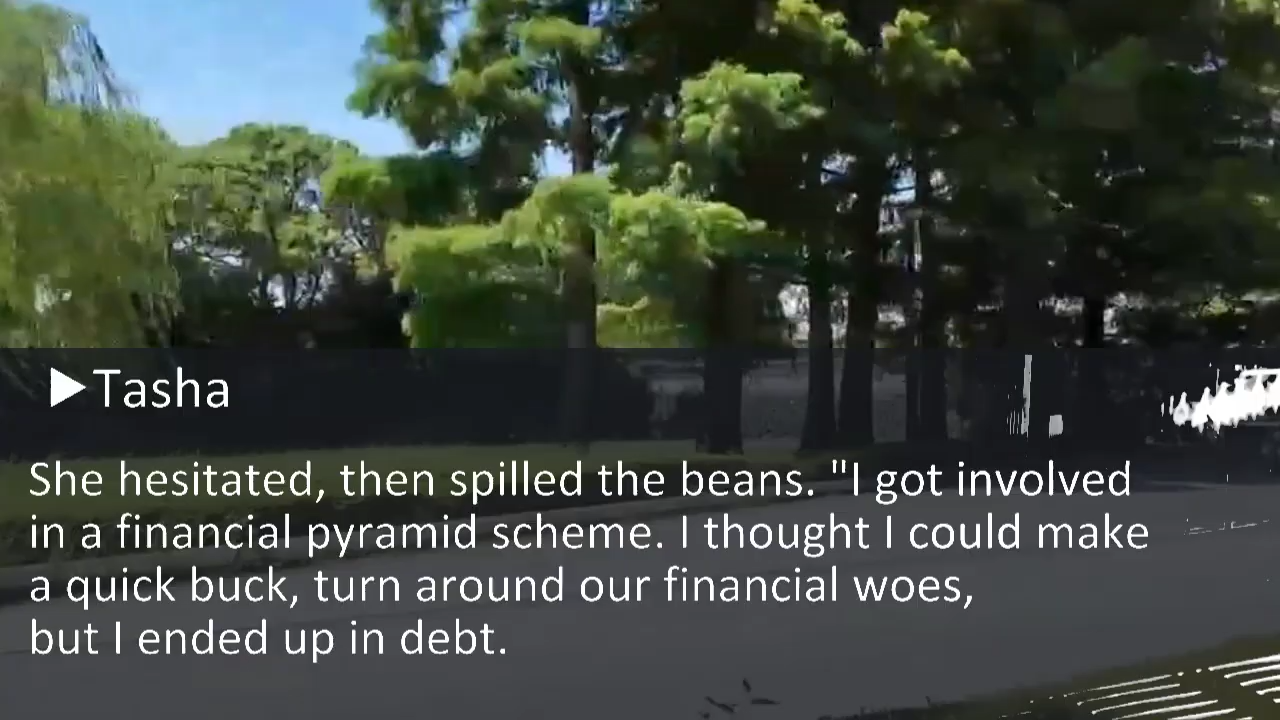 ▶Tasha
She hesitated, then spilled the beans. "I got involved
in a financial pyramid scheme. I thought I could make
a quick buck, turn around our financial woes,
but I ended up in debt.